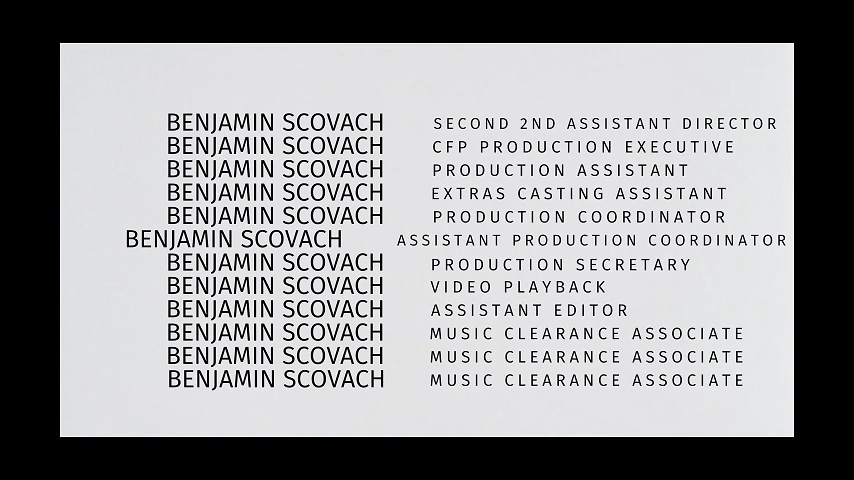 BENJAMIN SCOVACH SECOND 2ND ASSISTANT DIRECTOR
BENJAMIN SCOVACH CFP PRODUCTION EXECUTIVE
BENJAMIN SCOVACH PRODUCTION ASSISTANT
BENJAMIN SCOVACH EXTRAS CASTING ASSISTANT
BENJAMIN SCOVACH PRODUCTION COORDINATOR
BENJAMIN SCOVACH ASSISTANT PRODUCTION COORDINATOR
BENJAMIN SCOVACH PRODUCTION SECRETARY
BENJAMIN SCOVACH VIDEO PLAYBACK
BENJAMIN SCOVACH ASSISTANT EDITOR
BENJAMIN SCOVACH MUSIC CLEARANCE ASSOCIATE
BENJAMIN SCOVACH MUSIC CLEARANCE ASSOCIATE
BENJAMIN SCOVACH MUSIC CLEARANCE ASSOCIATE